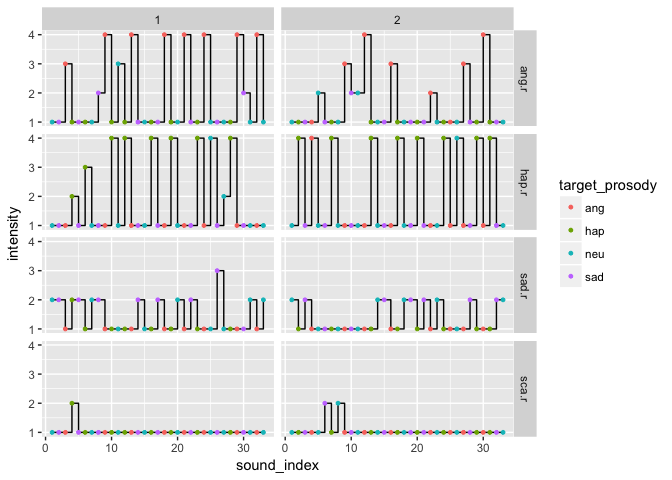 1 2
4
3
2
1
ang.r
4
3
2
1
hap.r
4
3
2
1
sad.r
4
3
2
1
sca.r
0 10 20 30 0 10 20 30
sound_index
intensity
target_prosody
ang
hap
neu
sad